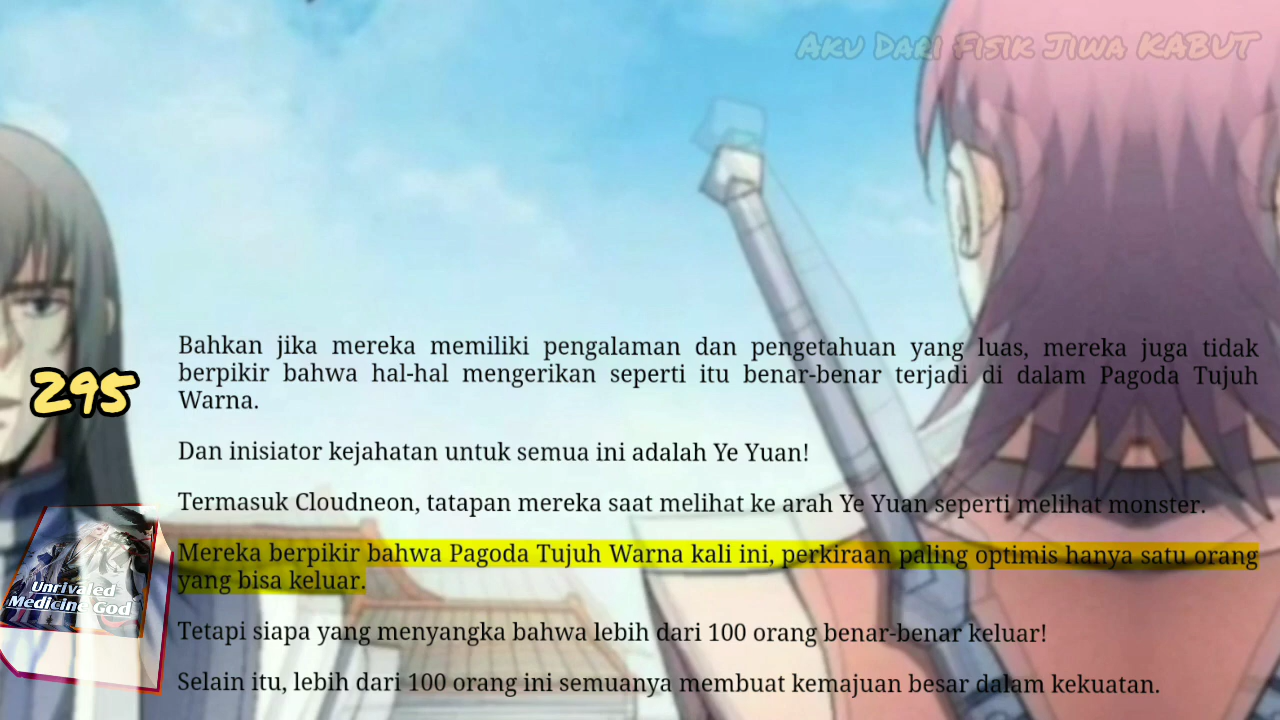 AKU DARI FISIK JIWA KABUT
Bahkan jika mereka memiliki pengalaman dan pengetahuan yang luas, mereka juga tidak
berpikir bahwa hal-hal mengerikan seperti itu benar-benar terjadi di dalam Pagoda Tujuh
Warna.
295
Dan inisiator kejahatan untuk semua ini adalah Ye Yuan!
Termasuk Cloudneon, tatapan mereka saat melihat ke arah Ye Yuan seperti melihat monster.
Mereka berpikir bahwa Pagoda Tujuh Warna kali ini, perkiraan paling optimis hanya satu orang
yang bisa keluar.
Unrivaled
Medicine God
Tetapi siapa yang menyangka bahwa lebih dari 100 orang benar-benar keluar!
Selain itu, lebih dari 100 orang ini semuanya membuat kemajuan besar dalam kekuatan.